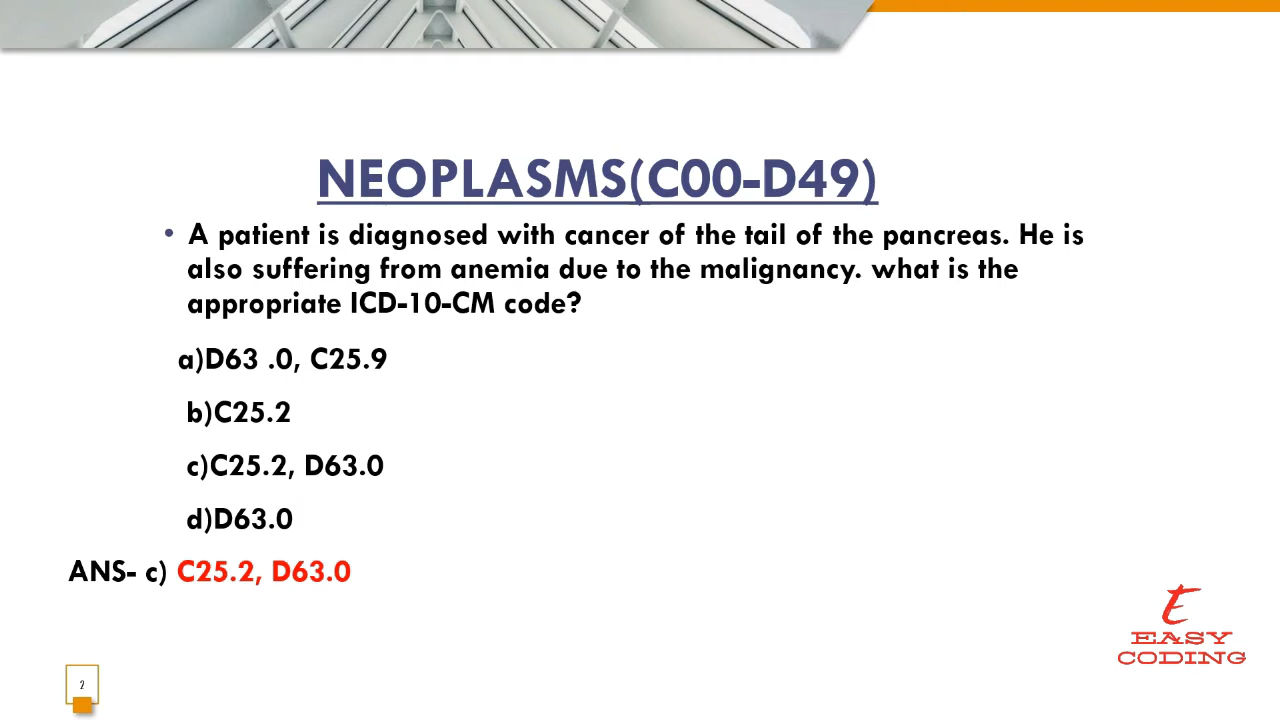 NEOPLASMS(C00-D49)
• A patient is diagnosed with cancer of the tail of the pancreas. He is
also suffering from anemia due to the malignancy. what is the
appropriate ICD-10-CM code?
a)D63 .0, C25.9
b)C25.2
c)C25.2, D63.0
d)D63.0
ANS- c) C25.2, D63.0
E
EASY
CODING
2